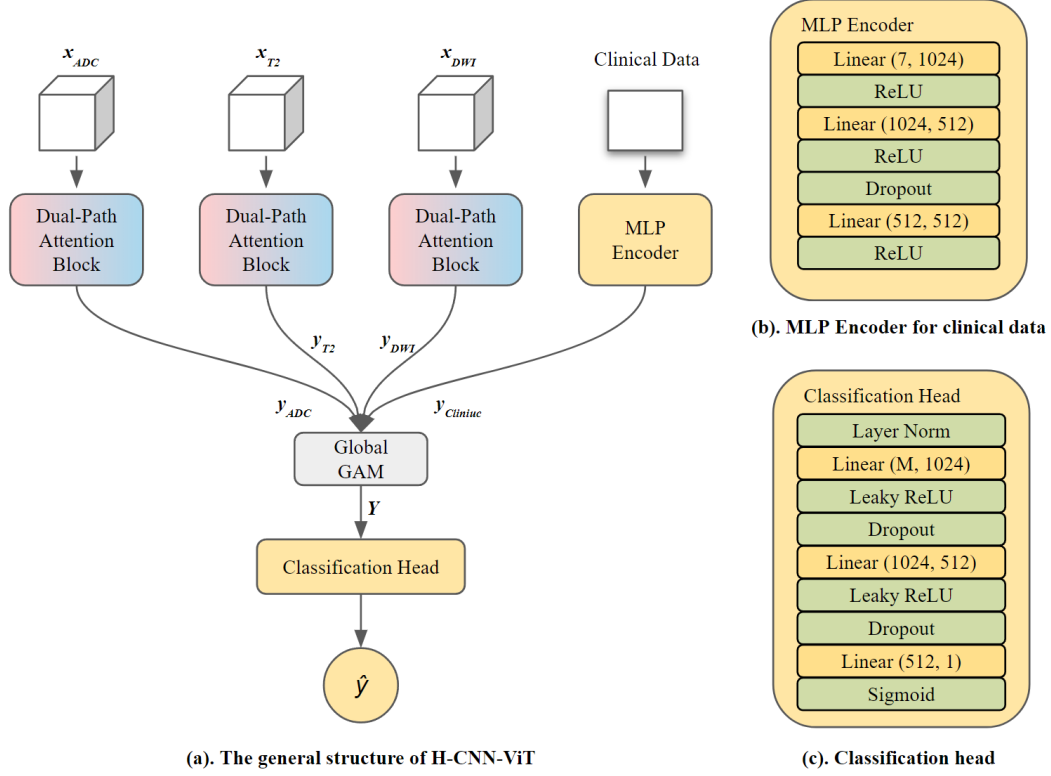 x_ADC
x_T2
x_DWI
Clinical Data
Dual-Path
Attention
Block
Dual-Path
Attention
Block
Dual-Path
Attention
Block
MLP
Encoder
y_T2
y_DWI
y_ADC
y_Cliniuc
Global
GAM
Y
Classification Head
ŷ
(a). The general structure of H-CNN-ViT
MLP Encoder
Linear (7, 1024)
ReLU
Linear (1024, 512)
ReLU
Dropout
Linear (512, 512)
ReLU
(b). MLP Encoder for clinical data
Classification Head
Layer Norm
Linear (M, 1024)
Leaky ReLU
Dropout
Linear (1024, 512)
Leaky ReLU
Dropout
Linear (512, 1)
Sigmoid
(c). Classification head